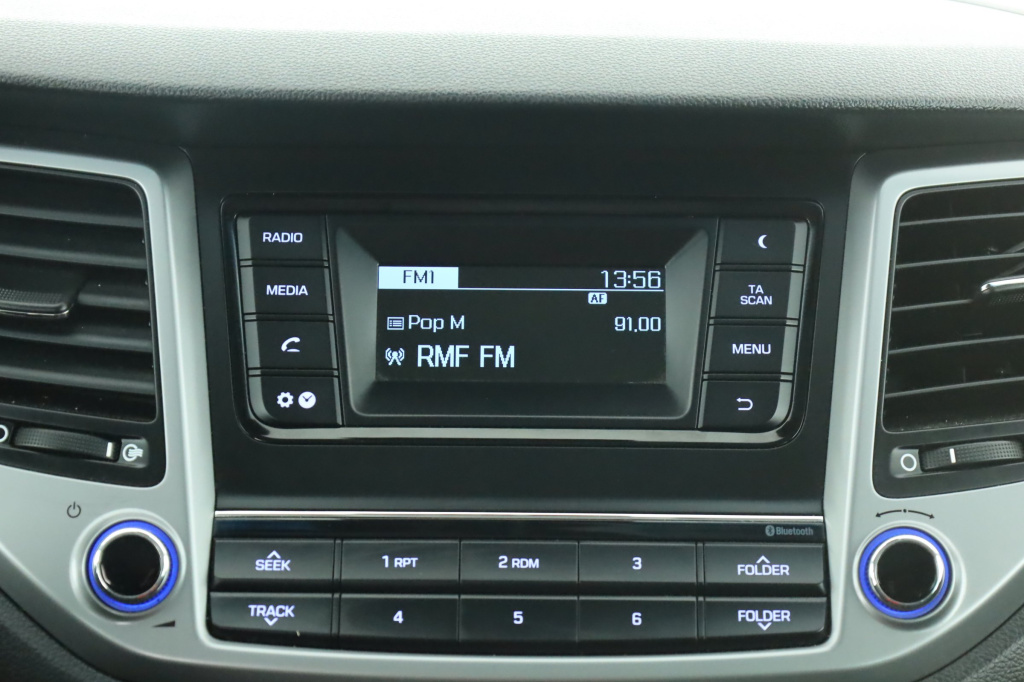 RADIO
MEDIA
FM1
13:56
AF
Pop M
91.00
RMF FM
TA
SCAN
MENU
Bluetooth
SEEK
1 RPT
2 RDM
3
FOLDER
TRACK
4
5
6
FOLDER